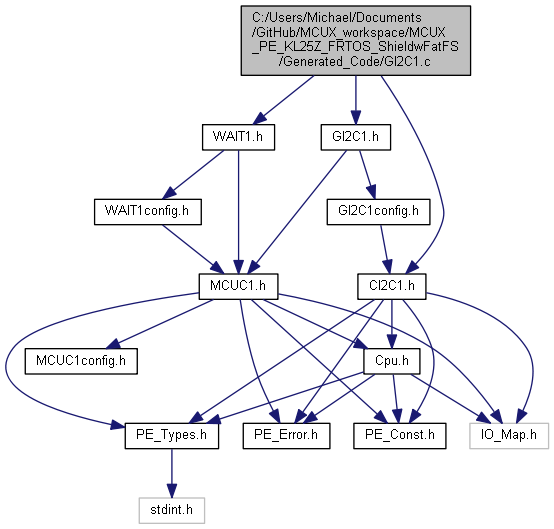 C:/Users/Michael/Documents
/GitHub/MCUX_workspace/MCUX
_PE_KL25Z_FRTOS_ShieldwFatFS
/Generated_Code/GI2C1.c
WAIT1.h
GI2C1.h
WAIT1config.h
GI2C1config.h
MCUC1.h
CI2C1.h
MCUC1config.h
Cpu.h
PE_Types.h
PE_Error.h
PE_Const.h
IO_Map.h
stdint.h